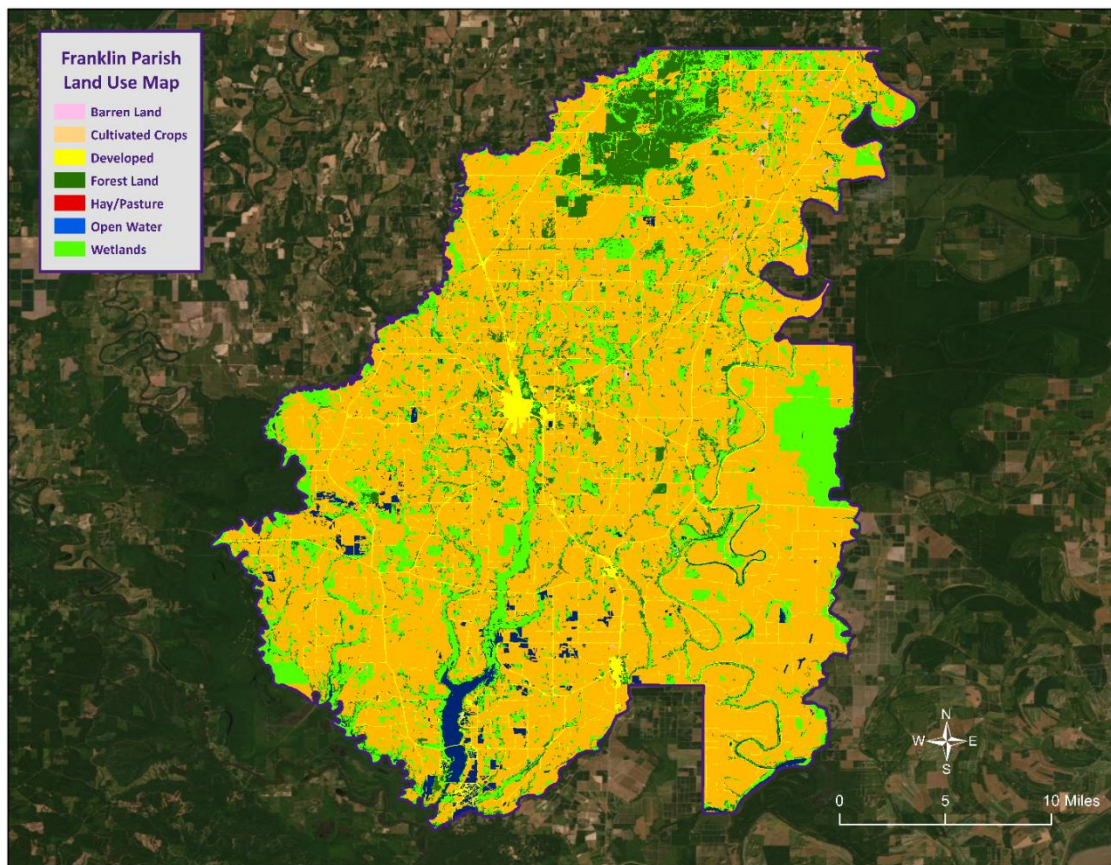 Franklin Parish
Land Use Map
Barren Land
Cultivated Crops
Developed
Forest Land
Hay/Pasture
Open Water
Wetlands
N
W E
S
0 5 10 Miles